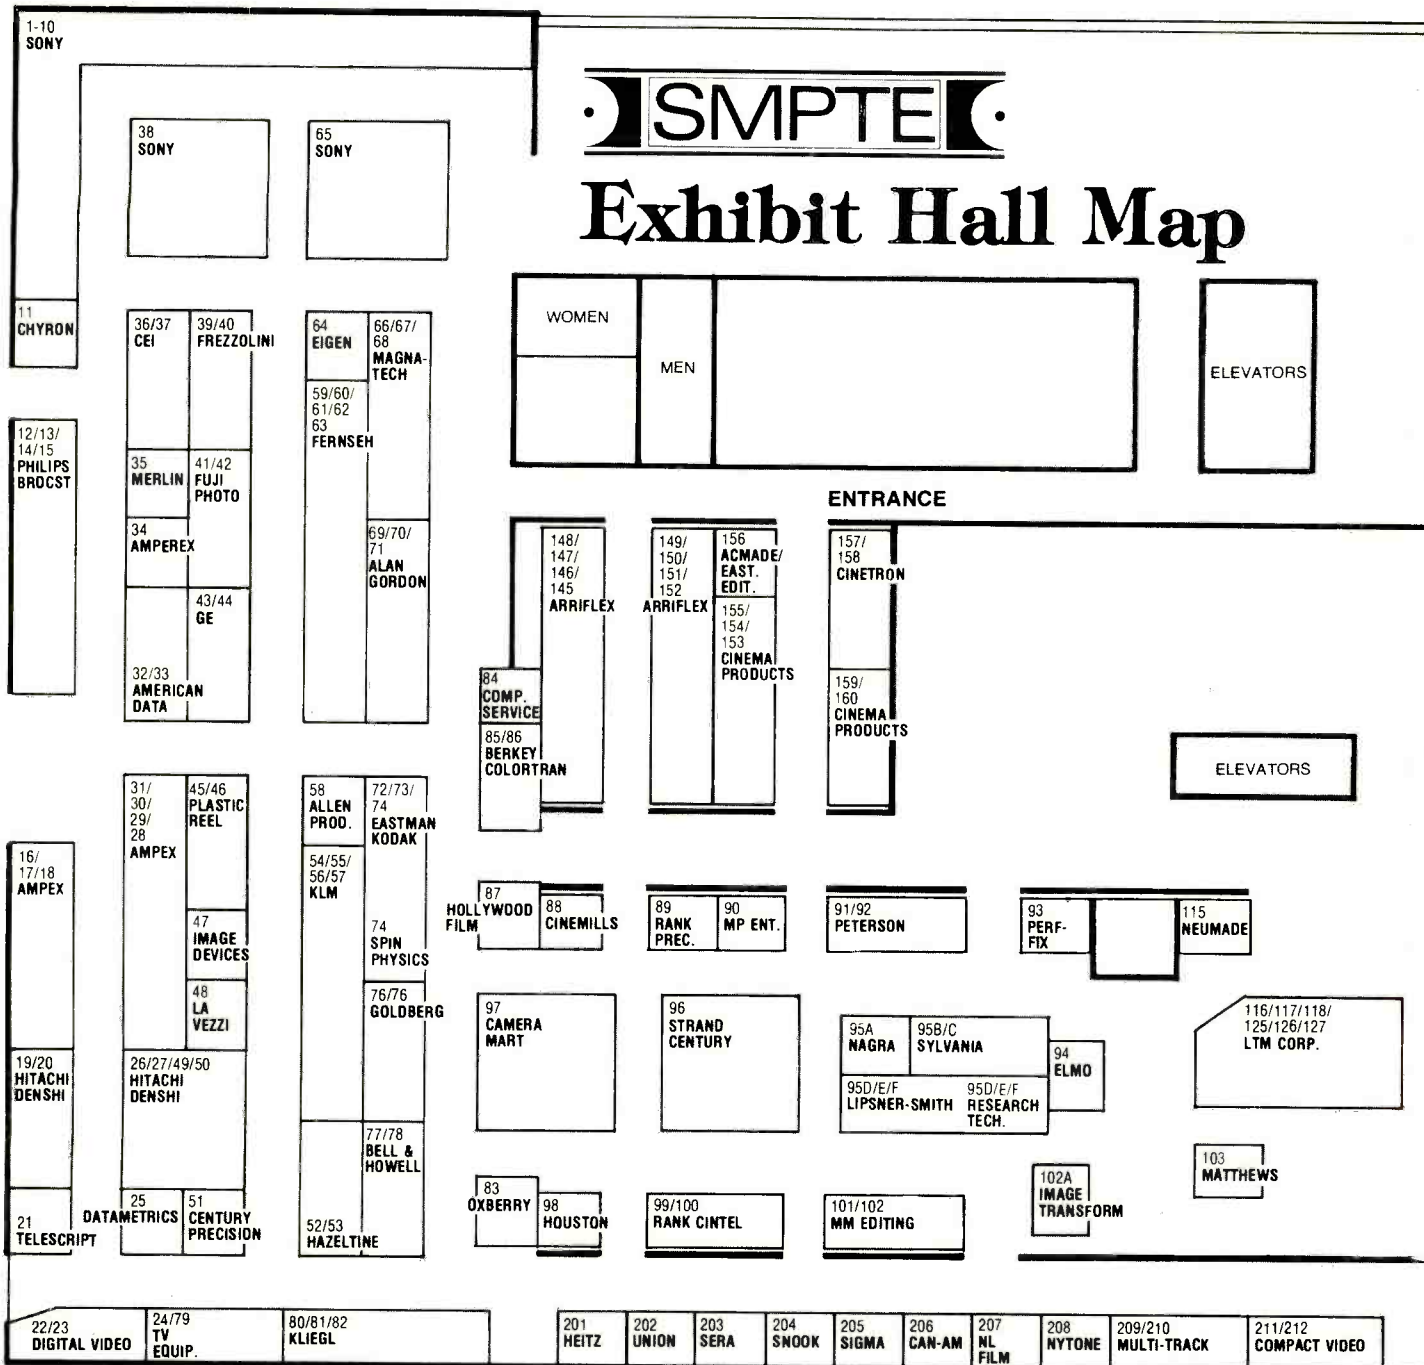 1-10
SONY
SMPTE
Exhibit Hall Map
38
SONY
65
SONY
11
CHYRON
36/37
CEI
39/40
FREZZOLINI
64
EIGEN
66/67/
68
MAGNA-
TECH
59/60/
61/62
63
FERNSEH
WOMEN
MEN
ELEVATORS
12/13/
14/15
PHILIPS
BRDCST
35
MERLIN
41/42
FUJI
PHOTO
34
AMPEREX
69/70/
71
ALAN
GORDON
43/44
GE
32/33
AMERICAN
DATA
ENTRANCE
148/
147/
146/
145
ARRIFLEX
149/
150/
151/
152
ARRIFLEX
156
ACMADE/
EAST.
EDIT.
155/
154/
153
CINEMA
PRODUCTS
157/
158
CINETRON
159/
160
CINEMA
PRODUCTS
84
COMP.
SERVICE
85/86
BERKEY
COLORTRAN
ELEVATORS
31/
30/
29/
28
AMPEX
45/46
PLASTIC
REEL
58
ALLEN
PROD.
72/73/
74
EASTMAN
KODAK
16/
17/18
AMPEX
54/55/
56/57
KLM
47
IMAGE
DEVICES
74
SPIN
PHYSICS
48
LA
VEZZI
76/76
GOLDBERG
87
HOLLYWOOD
FILM
88
CINEMILLS
89
RANK
PREC.
90
MP ENT.
91/92
PETERSON
93
PERF-
FIX
115
NEUMADE
97
CAMERA
MART
96
STRAND
CENTURY
95A
NAGRA
95B/C
SYLVANIA
94
ELMO
95D/E/F
LIPSNER-SMITH
95D/E/F
RESEARCH
TECH.
116/117/118/
125/126/127
LTM CORP.
19/20
HITACHI
DENSHI
26/27/49/50
HITACHI
DENSHI
77/78
BELL &
HOWELL
103
MATTHEWS
102A
IMAGE
TRANSFORM
21
TELESCRIPT
25
DATAMETRICS
51
CENTURY
PRECISION
52/53
HAZELTINE
83
OXBERRY
98
HOUSTON
99/100
RANK CINTEL
101/102
MM EDITING
22/23
DIGITAL VIDEO
24/79
TV
EQUIP.
80/81/82
KLIEGL
201
HEITZ
202
UNION
203
SERA
204
SNOOK
205
SIGMA
206
CAN-AM
207
NL
FILM
208
NYTONE
209/210
MULTI-TRACK
211/212
COMPACT VIDEO